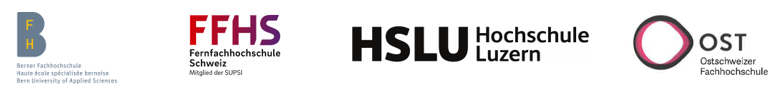 B
F
H
Berner Fachhochschule
Haute école spécialisée bernoise
Bern University of Applied Sciences
FFHS
Fernfachhochschule
Schweiz
Mitglied der SUPSI
HSLU Hochschule
Luzern
OST
Ostschweizer
Fachhochschule